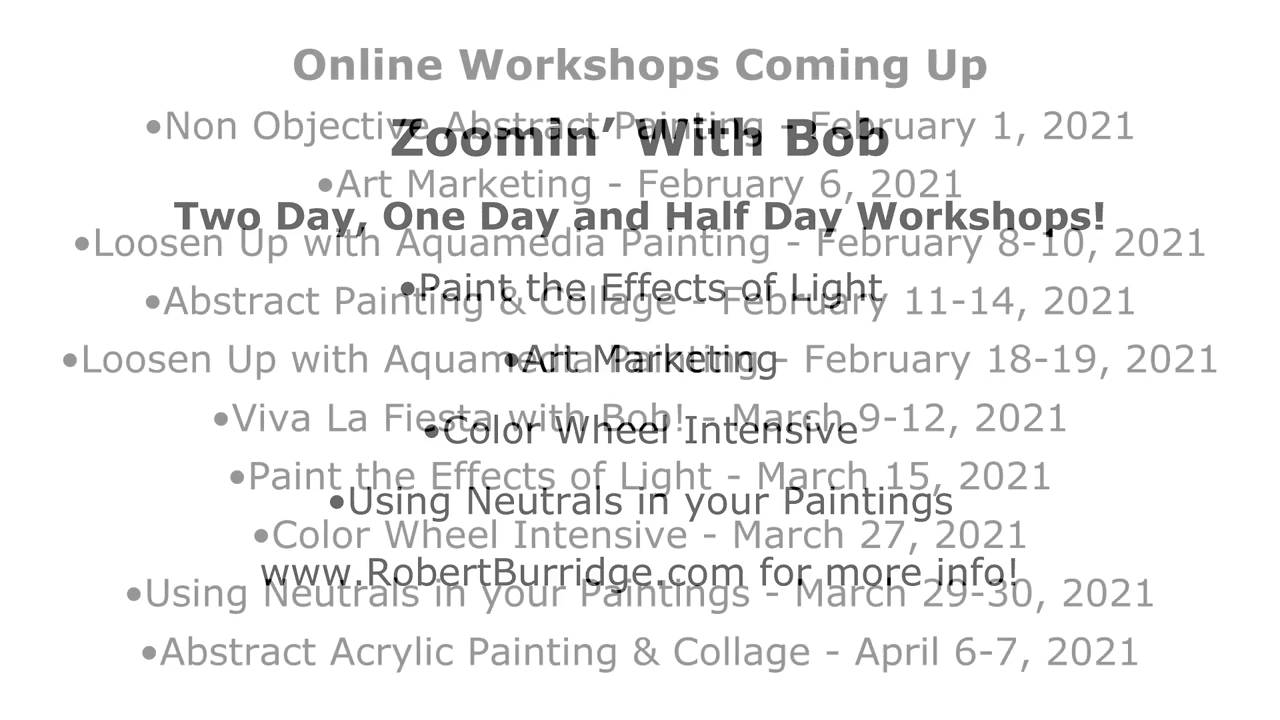 Online Workshops Coming Up
•Non Objective Abstract Painting - February 1, 2021
Zoomin’ With Bob
•Art Marketing - February 6, 2021
Two Day, One Day and Half Day Workshops!
•Loosen Up with Aquamedia Painting - February 8-10, 2021
•Paint the Effects of Light
•Abstract Painting & Collage - February 11-14, 2021
•Loosen Up with Aquamedia Painting - February 18-19, 2021
•Art Marketing
•Viva La Fiesta with Bob! - March 9-12, 2021
•Color Wheel Intensive
•Paint the Effects of Light - March 15, 2021
•Using Neutrals in your Paintings
•Color Wheel Intensive - March 27, 2021
www.RobertBurridge.com for more info!
•Using Neutrals in your Paintings - March 29-30, 2021
•Abstract Acrylic Painting & Collage - April 6-7, 2021